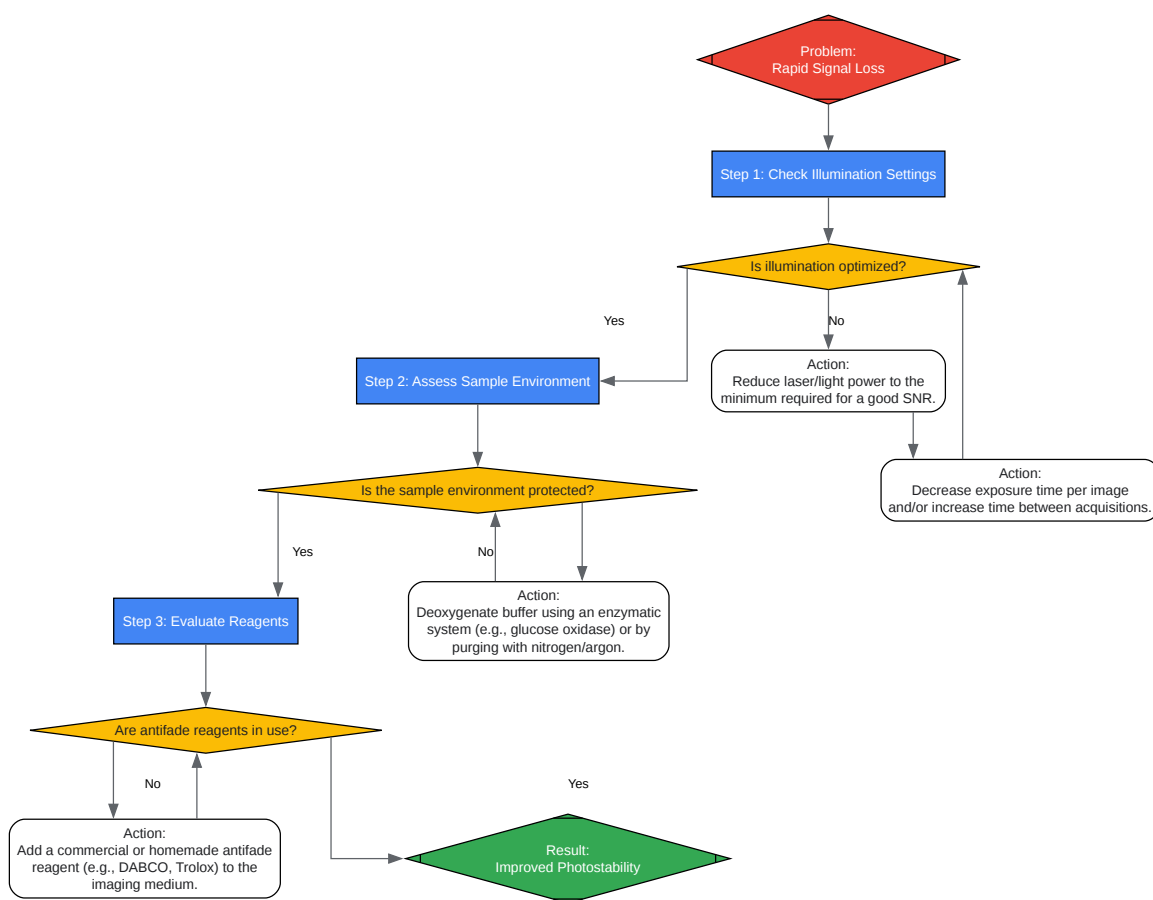 Problem:
Rapid Signal Loss
Step 1: Check Illumination Settings
Is illumination optimized?
Yes
No
Step 2: Assess Sample Environment
Action:
Reduce laser/light power to the
minimum required for a good SNR.
Action:
Decrease exposure time per image
and/or increase time between acquisitions.
Is the sample environment protected?
Yes
No
Action:
Deoxygenate buffer using an enzymatic
system (e.g., glucose oxidase) or by
purging with nitrogen/argon.
Step 3: Evaluate Reagents
Are antifade reagents in use?
No
Yes
Action:
Add a commercial or homemade antifade
reagent (e.g., DABCO, Trolox) to the
imaging medium.
Result:
Improved Photostability